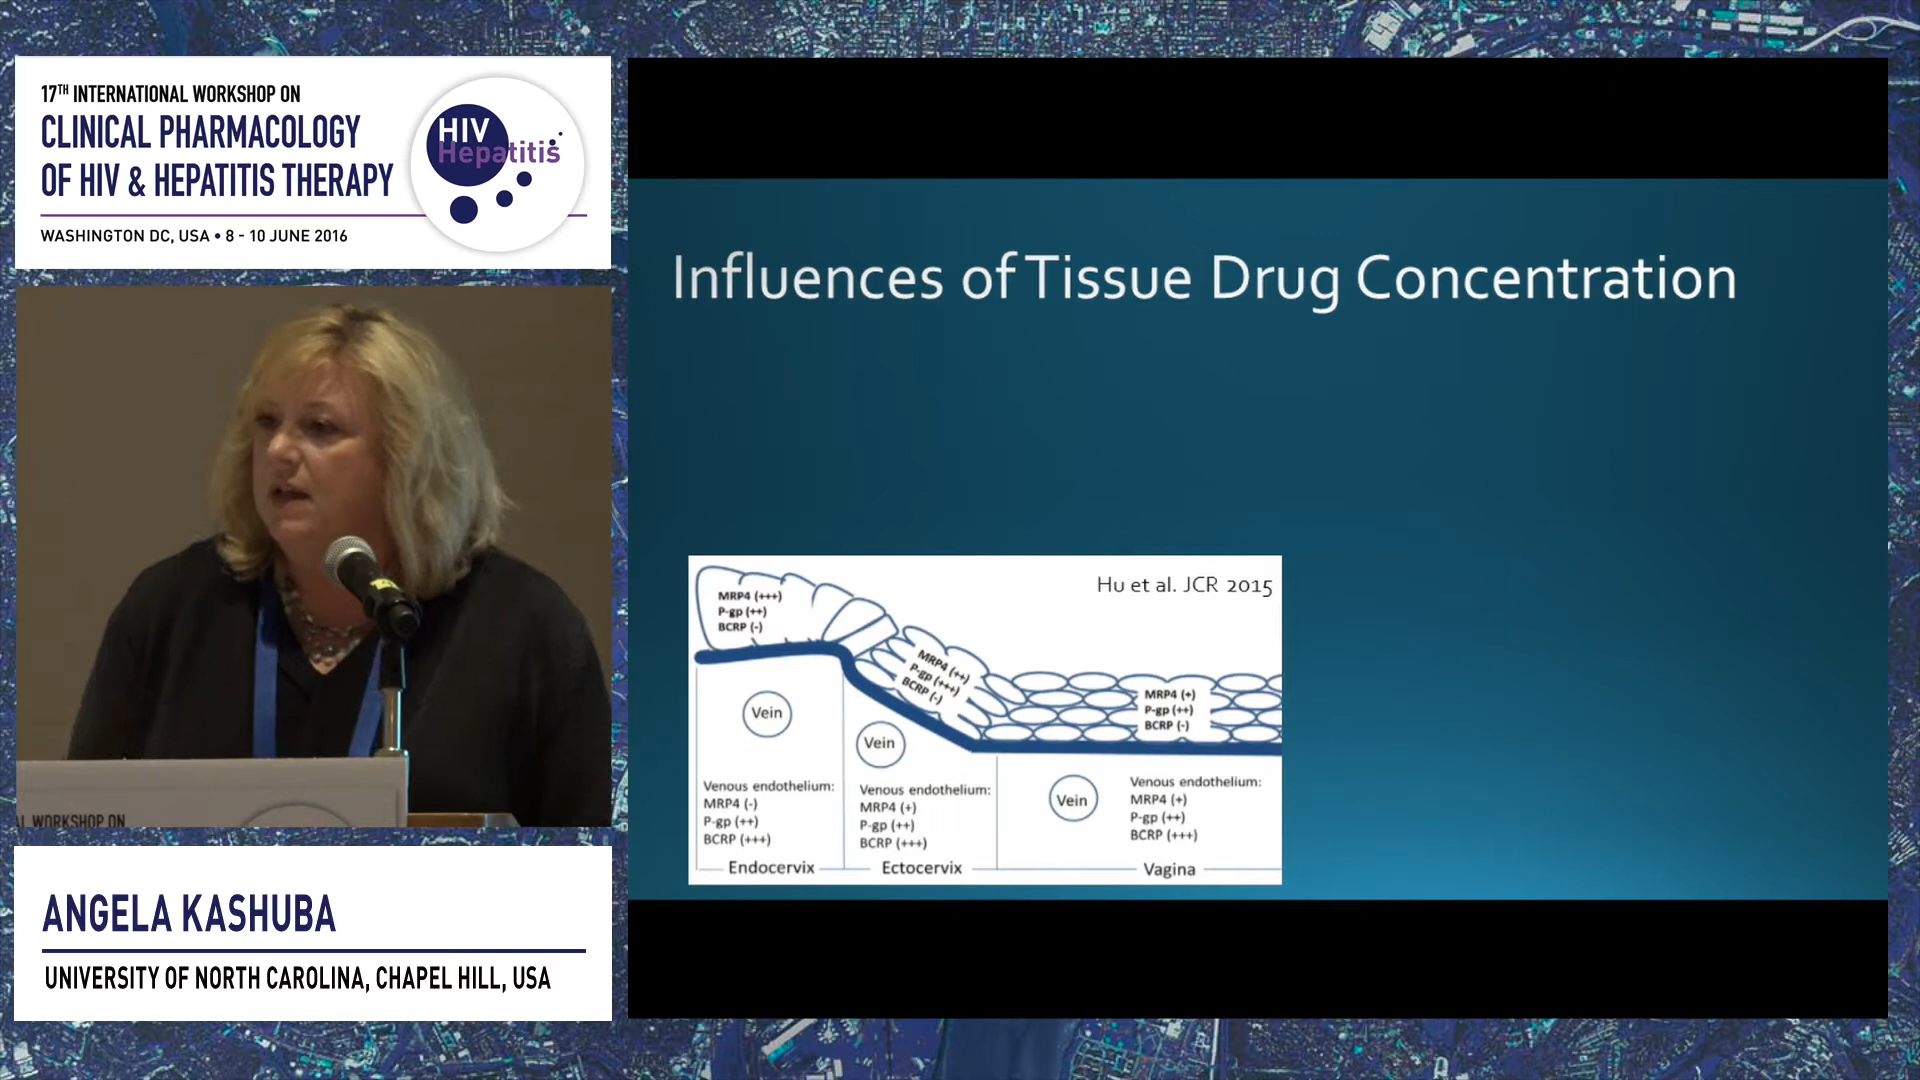 17TH INTERNATIONAL WORKSHOP ON
CLINICAL PHARMACOLOGY
OF HIV & HEPATITIS THERAPY
WASHINGTON DC, USA • 8 - 10 JUNE 2016
HIV
Hepatitis
AL WORKSHOP ON
ANGELA KASHUBA
UNIVERSITY OF NORTH CAROLINA, CHAPEL HILL, USA
Influences of Tissue Drug Concentration
Hu et al. JCR 2015
MRP4 (+++)
P-gp (++)
BCRP (-)
MRP4 (++)
P-gp (+++)
BCRP (-)
MRP4 (+)
P-gp (++)
BCRP (-)
Vein
Vein
Vein
Venous endothelium:
MRP4 (-)
P-gp (++)
BCRP (+++)
Venous endothelium:
MRP4 (+)
P-gp (++)
BCRP (+++)
Venous endothelium:
MRP4 (+)
P-gp (++)
BCRP (+++)
Endocervix
Ectocervix
Vagina